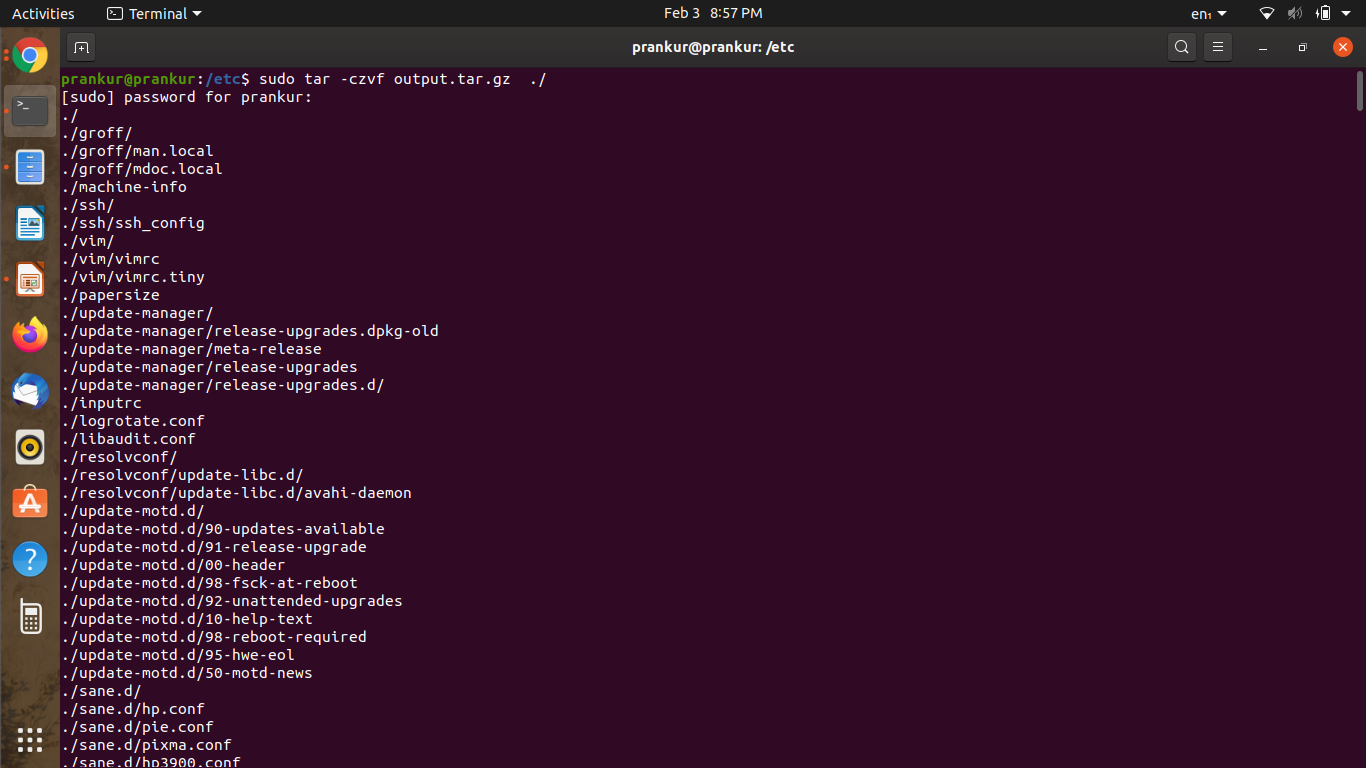 Activities Terminal Feb 3 8:57 PM en₁
prankur@prankur: /etc
prankur@prankur:/etc$ sudo tar -czvf output.tar.gz  ./
[sudo] password for prankur:
./
./groff/
./groff/man.local
./groff/mdoc.local
./machine-info
./ssh/
./ssh/ssh_config
./vim/
./vim/vimrc
./vim/vimrc.tiny
./papersize
./update-manager/
./update-manager/release-upgrades.dpkg-old
./update-manager/meta-release
./update-manager/release-upgrades
./update-manager/release-upgrades.d/
./inputrc
./logrotate.conf
./libaudit.conf
./resolvconf/
./resolvconf/update-libc.d/
./resolvconf/update-libc.d/avahi-daemon
./update-motd.d/
./update-motd.d/90-updates-available
./update-motd.d/91-release-upgrade
./update-motd.d/00-header
./update-motd.d/98-fsck-at-reboot
./update-motd.d/92-unattended-upgrades
./update-motd.d/10-help-text
./update-motd.d/98-reboot-required
./update-motd.d/95-hwe-eol
./update-motd.d/50-motd-news
./sane.d/
./sane.d/hp.conf
./sane.d/pie.conf
./sane.d/pixma.conf
./sane.d/hp3900.conf